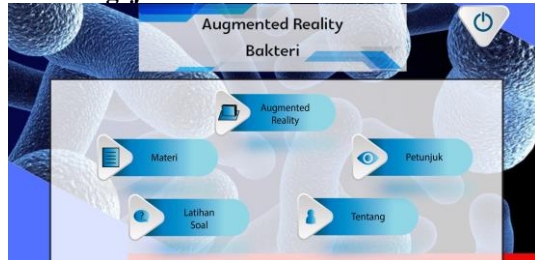 Augmented Reality
Bakteri
Augmented
Reality
Materi
Petunjuk
Latihan
Soal
Tentang